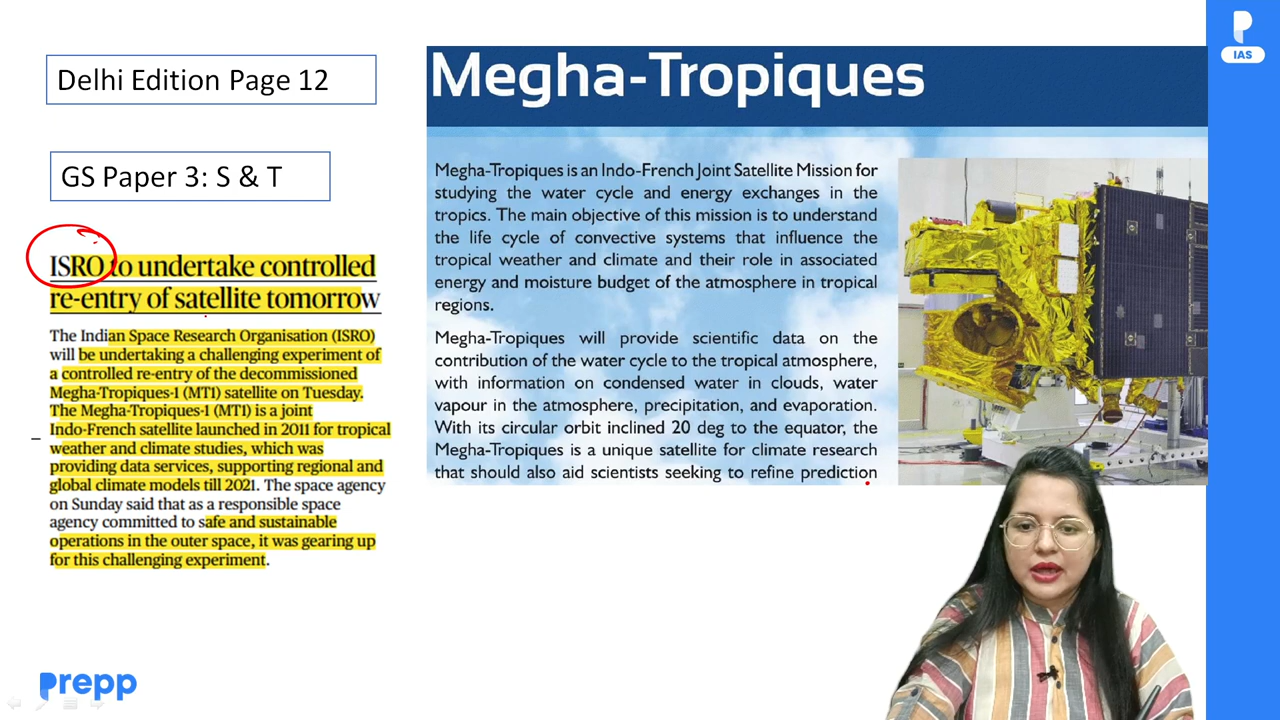 Delhi Edition Page 12
GS Paper 3: S & T
ISRO to undertake controlled
re-entry of satellite tomorrow
The Indian Space Research Organisation (ISRO)
will be undertaking a challenging experiment of
a controlled re-entry of the decommissioned
Megha-Tropiques-1 (MT1) satellite on Tuesday.
The Megha-Tropiques-1 (MT1) is a joint
Indo-French satellite launched in 2011 for tropical
weather and climate studies, which was
providing data services, supporting regional and
global climate models till 2021. The space agency
on Sunday said that as a responsible space
agency committed to safe and sustainable
operations in the outer space, it was gearing up
for this challenging experiment.
Megha-Tropiques
Megha-Tropiques is an Indo-French Joint Satellite Mission for
studying the water cycle and energy exchanges in the
tropics. The main objective of this mission is to understand
the life cycle of convective systems that influence the
tropical weather and climate and their role in associated
energy and moisture budget of the atmosphere in tropical
regions.
Megha-Tropiques will provide scientific data on the
contribution of the water cycle to the tropical atmosphere,
with information on condensed water in clouds, water
vapour in the atmosphere, precipitation, and evaporation.
With its circular orbit inclined 20 deg to the equator, the
Megha-Tropiques is a unique satellite for climate research
that should also aid scientists seeking to refine prediction
IAS
prepp